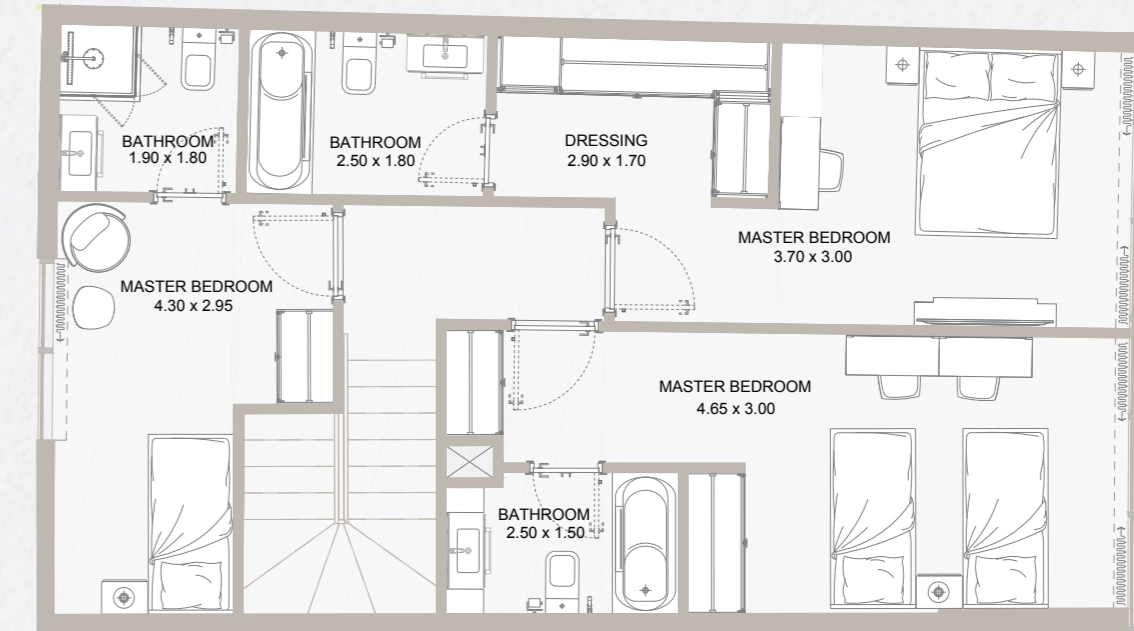 BATHROOM
1.90 x 1.80
BATHROOM
2.50 x 1.80
DRESSING
2.90 x 1.70
MASTER BEDROOM
3.70 x 3.00
MASTER BEDROOM
4.30 x 2.95
MASTER BEDROOM
4.65 x 3.00
BATHROOM
2.50 x 1.50